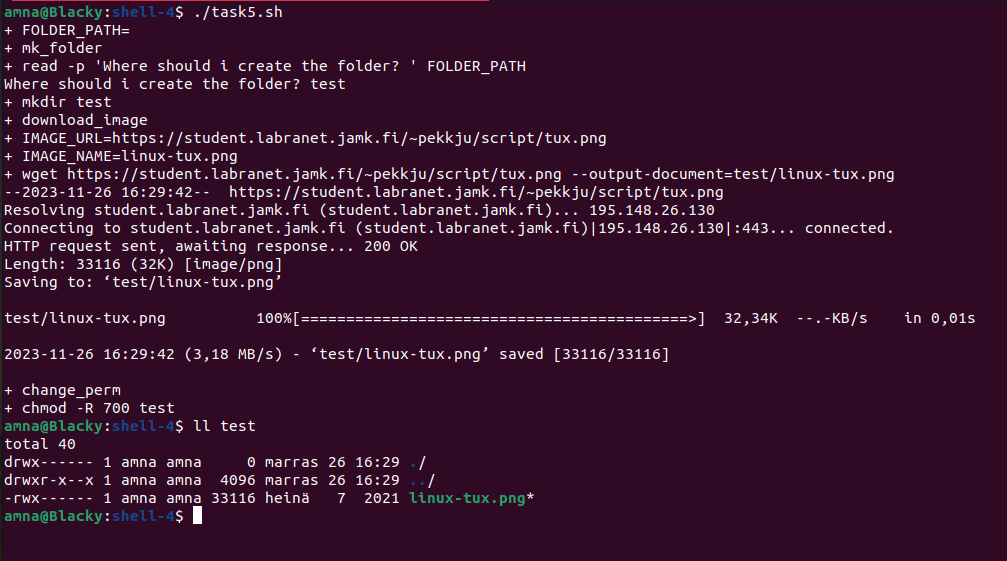 amna@Blacky:shell-4$ ./task5.sh
+ FOLDER_PATH=
+ mk_folder
+ read -p 'Where should i create the folder? ' FOLDER_PATH
Where should i create the folder? test
+ mkdir test
+ download_image
+ IMAGE_URL=https://student.labranet.jamk.fi/~pekkju/script/tux.png
+ IMAGE_NAME=linux-tux.png
+ wget https://student.labranet.jamk.fi/~pekkju/script/tux.png --output-document=test/linux-tux.png
--2023-11-26 16:29:42--  https://student.labranet.jamk.fi/~pekkju/script/tux.png
Resolving student.labranet.jamk.fi (student.labranet.jamk.fi)... 195.148.26.130
Connecting to student.labranet.jamk.fi (student.labranet.jamk.fi)|195.148.26.130|:443... connected.
HTTP request sent, awaiting response... 200 OK
Length: 33116 (32K) [image/png]
Saving to: ‘test/linux-tux.png’
test/linux-tux.png          100%[===========================================>]  32,34K  --.-KB/s    in 0,01s
2023-11-26 16:29:42 (3,18 MB/s) - ‘test/linux-tux.png’ saved [33116/33116]
+ change_perm
+ chmod -R 700 test
amna@Blacky:shell-4$ ll test
total 40
drwx------ 1 amna amna     0 marras 26 16:29 ./
drwxr-x--x 1 amna amna  4096 marras 26 16:29 ../
-rwx------ 1 amna amna 33116 heinä   7  2021 linux-tux.png*
amna@Blacky:shell-4$